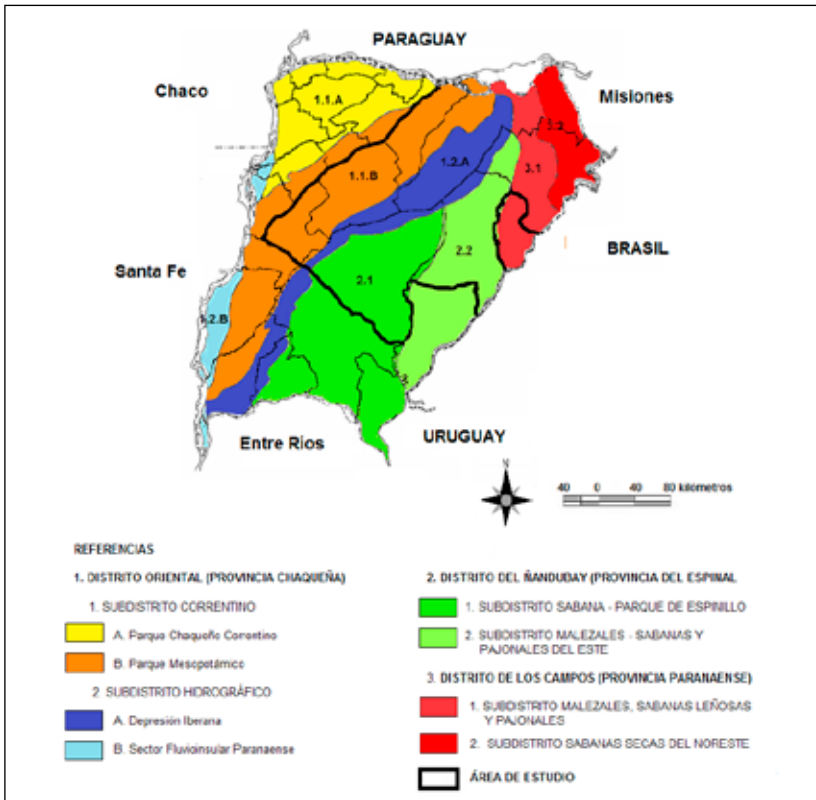 PARAGUAY
Chaco
Misiones
1.1.A
3.2
1.2.A
1.1.B
3.1
BRASIL
2.2
Santa Fe
2.1
1.2.B
Entre Rios
URUGUAY
N
40 0 40 80 kilometros
REFERENCIAS
1. DISTRITO ORIENTAL (PROVINCIA CHAQUEÑA)
1. SUBDISTRITO CORRENTINO
A. Parque Chaqueño Correntino
B. Parque Mesopotámico
2 SUBDISTRITO HIDROGRÁFICO
A. Depresión Iberana
B. Sector Fluvioinsular Paranaense
2. DISTRITO DEL ÑANDUBAY (PROVINCIA DEL ESPINAL
1. SUBDISTRITO SABANA - PARQUE DE ESPINILLO
2. SUBDISTRITO MALEZALES - SABANAS Y
PAJONALES DEL ESTE
3. DISTRITO DE LOS CAMPOS (PROVINCIA PARANAENSE)
1. SUBDISTRITO MALEZALES, SABANAS LEÑOSAS
Y PAJONALES
2. SUBDISTRITO SABANAS SECAS DEL NORESTE
ÁREA DE ESTUDIO